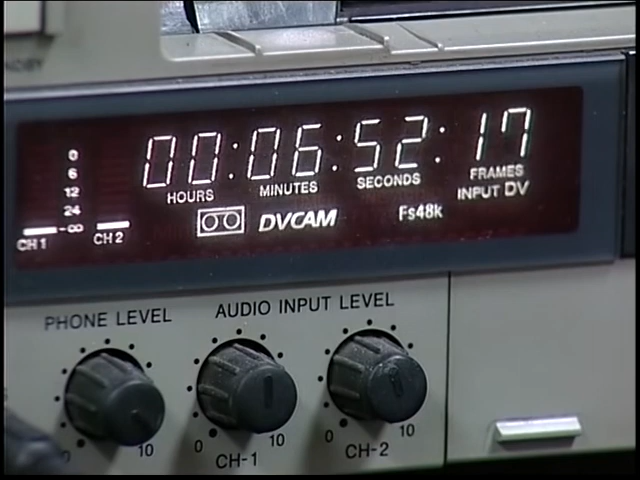 00:06:52:17
HOURS MINUTES SECONDS FRAMES
INPUT DV
0
6
12
24
-∞
CH 1 CH 2
DVCAM Fs48k
PHONE LEVEL AUDIO INPUT LEVEL
0 10 0 10 0 10
CH-1 CH-2